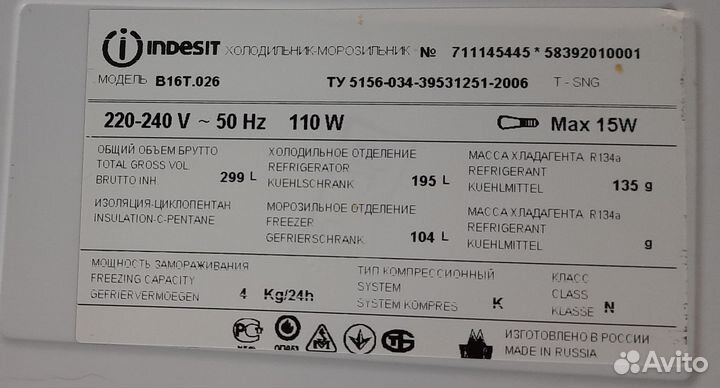 INDESIT ХОЛОДИЛЬНИК-МОРОЗИЛЬНИК № 711145445 * 58392010001
МОДЕЛЬ B16T.026 ТУ 5156-034-39531251-2006 T - SNG
220-240 V ~ 50 Hz 110 W Max 15W
ОБЩИЙ ОБЪЕМ БРУТТО
TOTAL GROSS VOL
BRUTTO INH. 299 L
ХОЛОДИЛЬНОЕ ОТДЕЛЕНИЕ
REFRIGERATOR
KUEHLSCHRANK 195 L
МАССА ХЛАДАГЕНТА R134a
REFRIGERANT
KUEHLMITTEL 135 g
ИЗОЛЯЦИЯ-ЦИКЛОПЕНТАН
INSULATION-C-PENTANE
МОРОЗИЛЬНОЕ ОТДЕЛЕНИЕ
FREEZER
GEFRIERSCHRANK 104 L
МАССА ХЛАДАГЕНТА R134a
REFRIGERANT
KUEHLMITTEL g
МОЩНОСТЬ ЗАМОРАЖИВАНИЯ
FREEZING CAPACITY
GEFRIERVERMOEGEN 4 Kg/24h
ТИП КОМПРЕССИОННЫЙ
SYSTEM
SYSTEM KOMPRES K
КЛАСС
CLASS
KLASSE N
ИЗГОТОВЛЕНО В РОССИИ
MADE IN RUSSIA
Avito